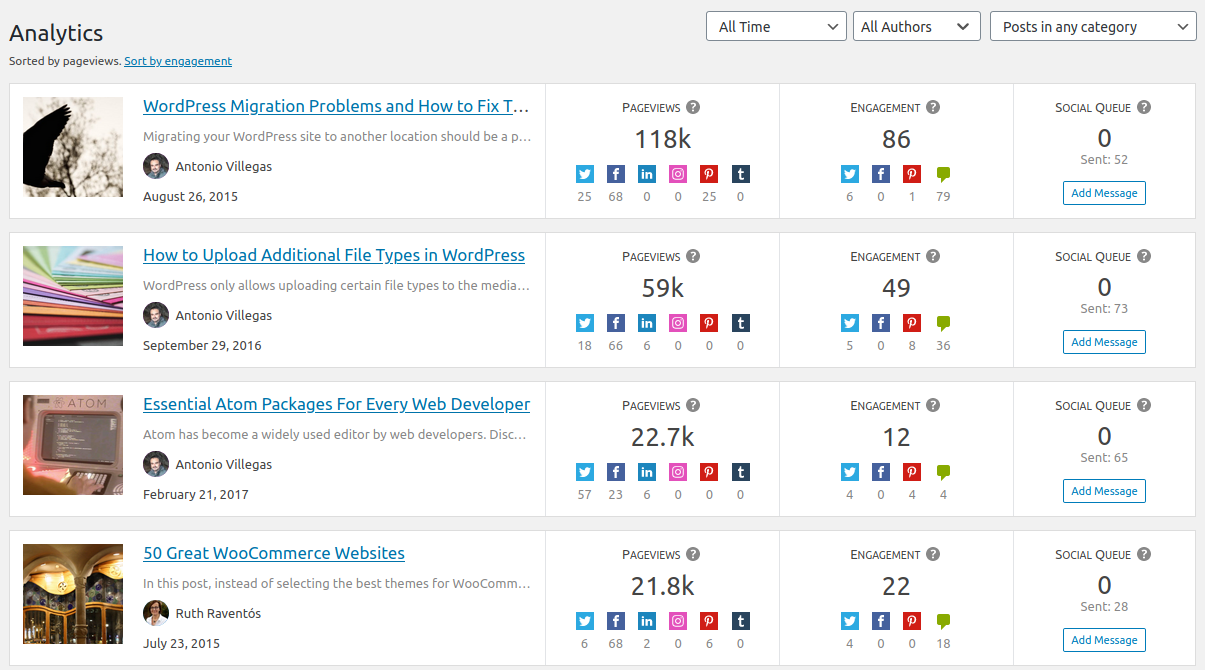 Analytics
All Time
All Authors
Posts in any category
Sorted by pageviews. Sort by engagement
WordPress Migration Problems and How to Fix T…
Migrating your WordPress site to another location should be a p…
Antonio Villegas
August 26, 2015
PAGEVIEWS ?
118k
25 68 0 0 25 0
ENGAGEMENT ?
86
6 0 1 79
SOCIAL QUEUE ?
0
Sent: 52
Add Message
How to Upload Additional File Types in WordPress
WordPress only allows uploading certain file types to the media…
Antonio Villegas
September 29, 2016
PAGEVIEWS ?
59k
18 66 6 0 0 0
ENGAGEMENT ?
49
5 0 8 36
SOCIAL QUEUE ?
0
Sent: 73
Add Message
ATOM
Essential Atom Packages For Every Web Developer
Atom has become a widely used editor by web developers. Disc…
Antonio Villegas
February 21, 2017
PAGEVIEWS ?
22.7k
57 23 6 0 0 0
ENGAGEMENT ?
12
4 0 4 4
SOCIAL QUEUE ?
0
Sent: 65
Add Message
50 Great WooCommerce Websites
In this post, instead of selecting the best themes for WooComm…
Ruth Raventós
July 23, 2015
PAGEVIEWS ?
21.8k
6 68 2 0 6 0
ENGAGEMENT ?
22
4 0 0 18
SOCIAL QUEUE ?
0
Sent: 28
Add Message